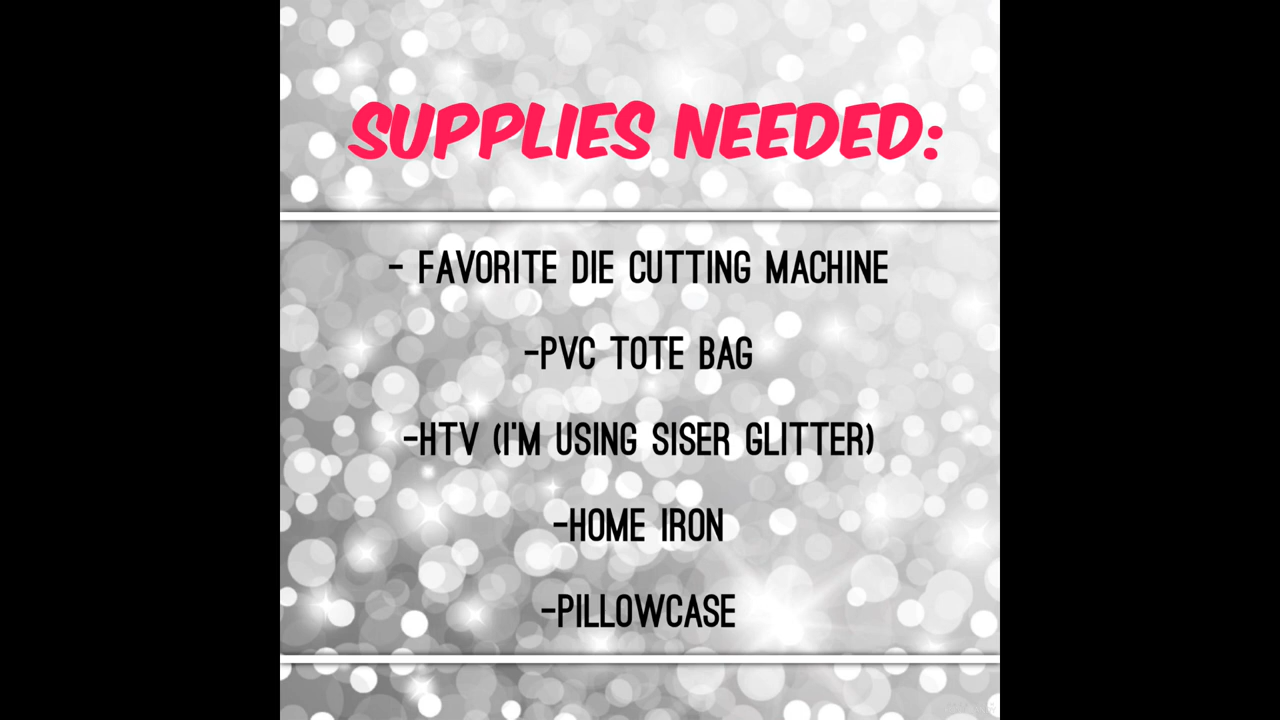 SUPPLIES NEEDED:
- FAVORITE DIE CUTTING MACHINE
-PVC TOTE BAG
-HTV (I'M USING SISER GLITTER)
-HOME IRON
-PILLOWCASE